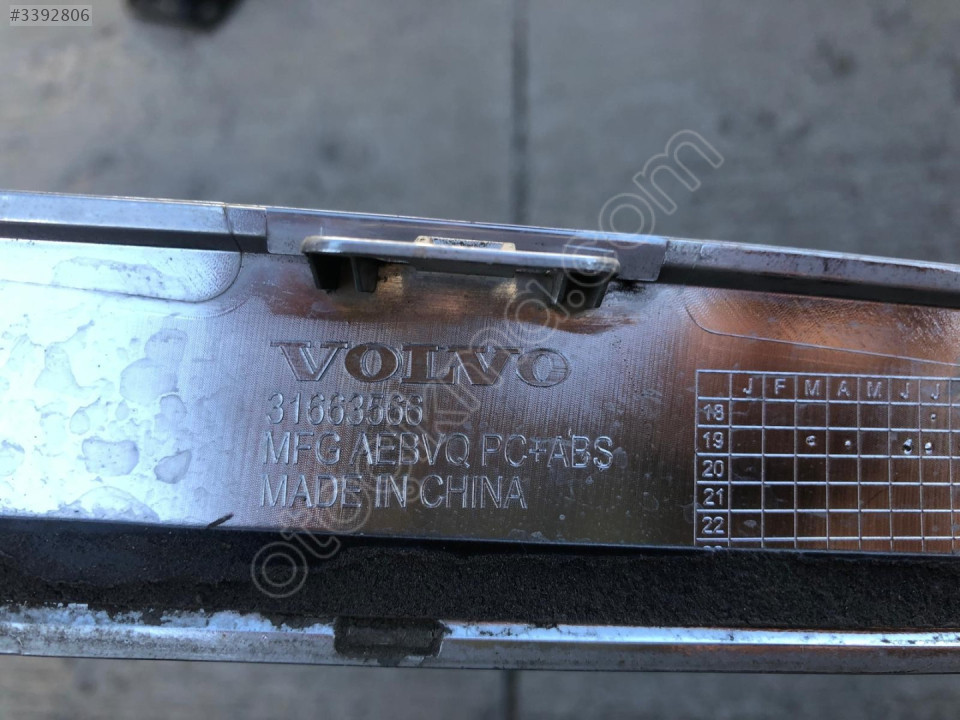 #3392806
VOLVO
31663566
MFG AEBVQ PC+ABS
MADE IN CHINA
J F M A M J J
18
19
20
21
22